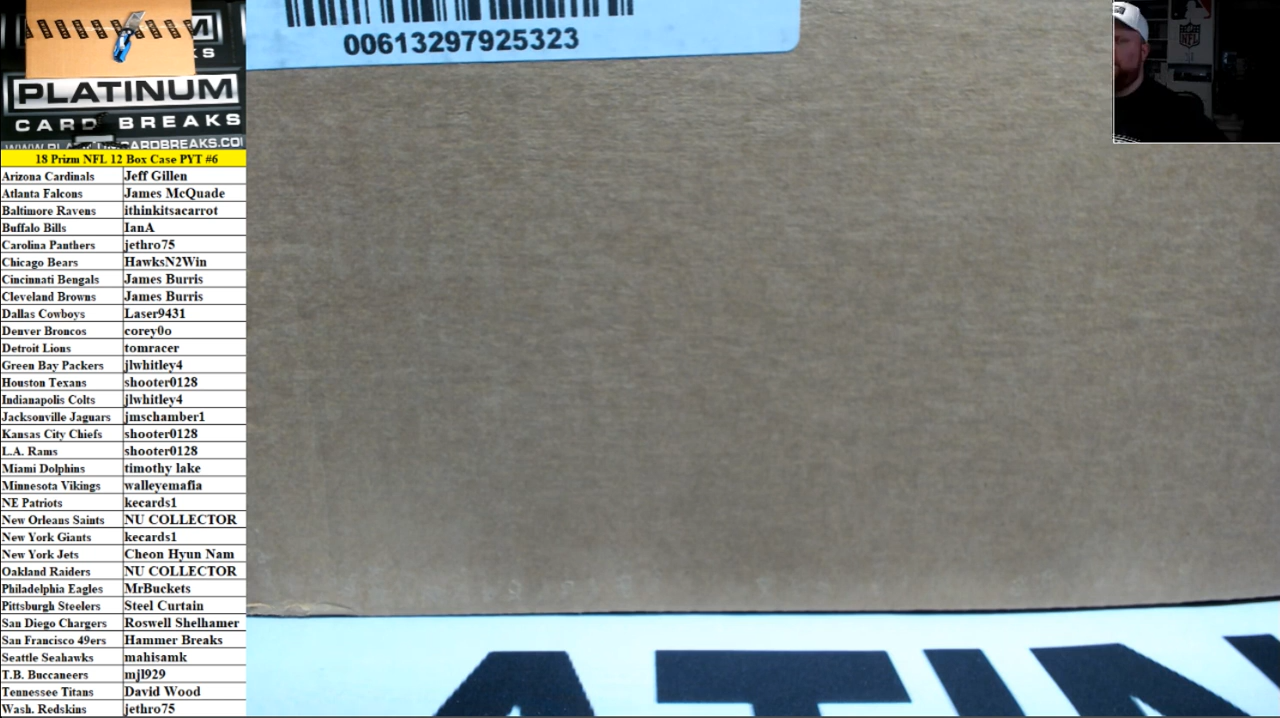 PLATINUM
CARD BREAKS
18 Prizm NFL 12 Box Case PYT #6
Arizona Cardinals Jeff Gillen
Atlanta Falcons James McQuade
Baltimore Ravens ithinkitsacarrot
Buffalo Bills IanA
Carolina Panthers jethro75
Chicago Bears HawksN2Win
Cincinnati Bengals James Burris
Cleveland Browns James Burris
Dallas Cowboys Laser9431
Denver Broncos corey0o
Detroit Lions tomracer
Green Bay Packers jlwhitley4
Houston Texans shooter0128
Indianapolis Colts jlwhitley4
Jacksonville Jaguars jmschamber1
Kansas City Chiefs shooter0128
L.A. Rams shooter0128
Miami Dolphins timothy lake
Minnesota Vikings walleyemafia
NE Patriots kecards1
New Orleans Saints NU COLLECTOR
New York Giants kecards1
New York Jets Cheon Hyun Nam
Oakland Raiders NU COLLECTOR
Philadelphia Eagles MrBuckets
Pittsburgh Steelers Steel Curtain
San Diego Chargers Roswell Shelhamer
San Francisco 49ers Hammer Breaks
Seattle Seahawks mahisamk
T.B. Buccaneers mjl929
Tennessee Titans David Wood
Wash. Redskins jethro75
00613297925323
NFL
ATIN